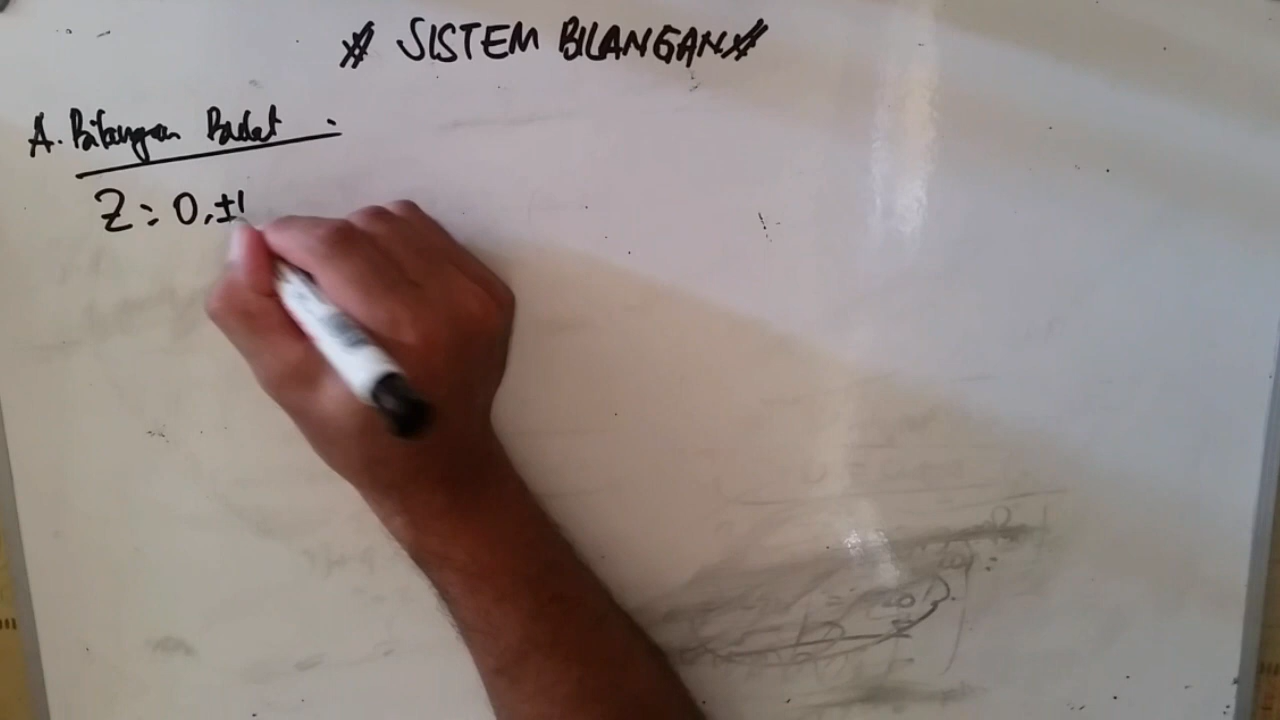 # SISTEM BILANGAN #
A. Bilangan Bulat :
Z = 0, ±1